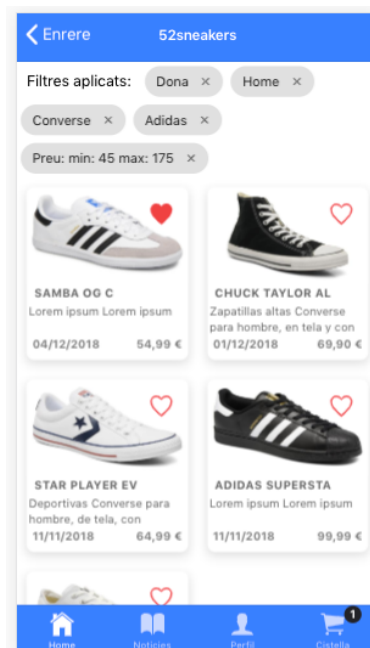 Enrere 52sneakers
Filtres aplicats: Dona × Home ×
Converse × Adidas ×
Preu: min: 45 max: 175 ×
SAMBA OG C
Lorem ipsum Lorem ipsum
04/12/2018 54,99 €
CHUCK TAYLOR AL
Zapatillas altas Converse
para hombre, en tela y con
01/12/2018 69,90 €
STAR PLAYER EV
Deportivas Converse para
hombre, de tela, con
11/11/2018 64,99 €
ADIDAS SUPERSTA
Lorem ipsum Lorem ipsum
11/11/2018 99,99 €
1
Home Notícies Perfil Cistella